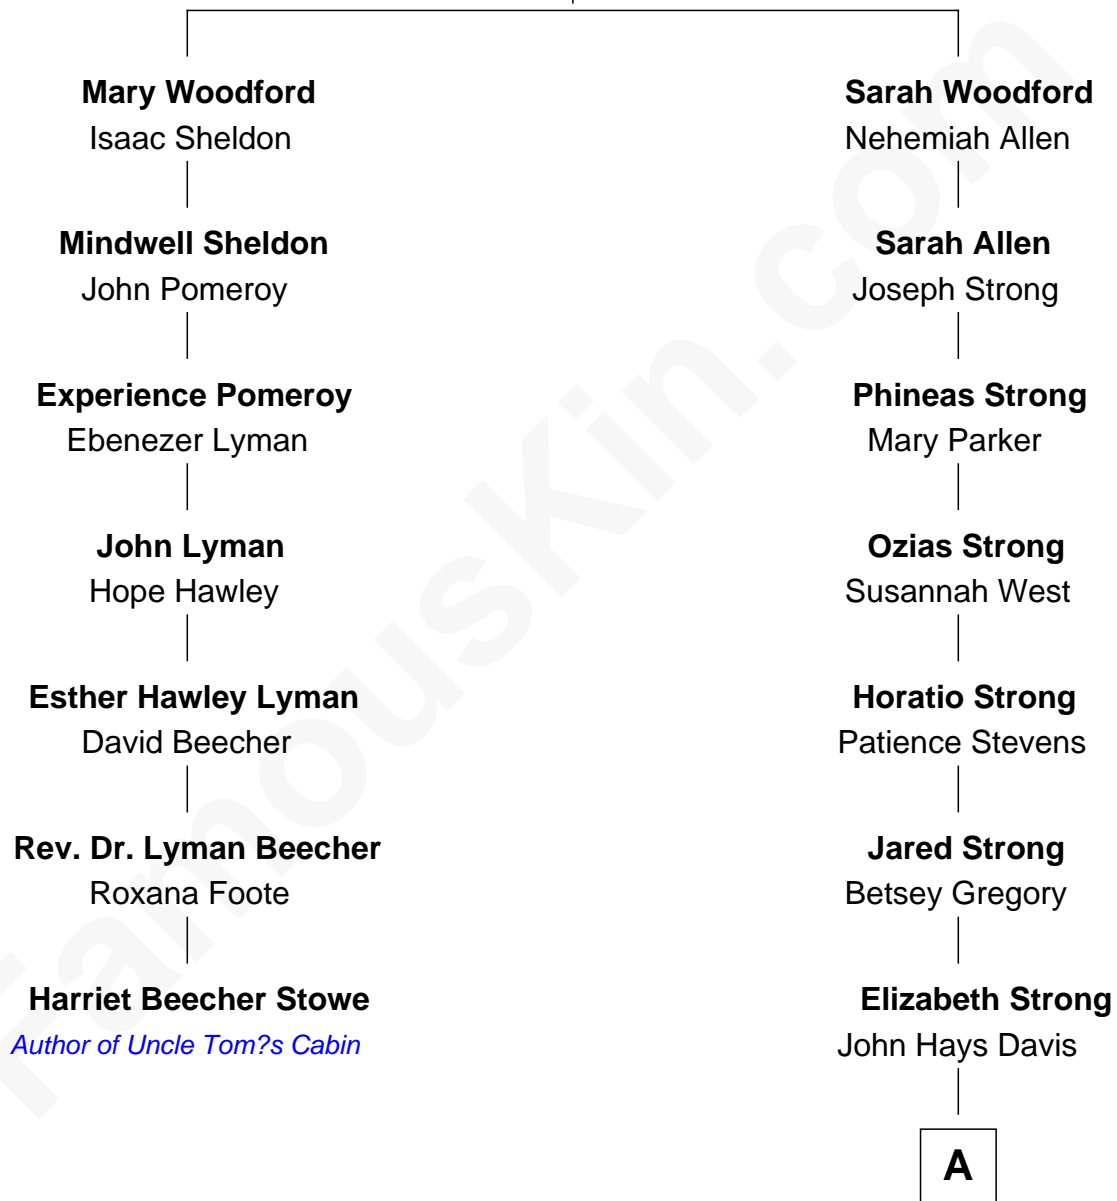 Mary Woodford
Isaac Sheldon
Mindwell Sheldon
John Pomeroy
Experience Pomeroy
Ebenezer Lyman
John Lyman
Hope Hawley
Esther Hawley Lyman
David Beecher
Rev. Dr. Lyman Beecher
Roxana Foote
Harriet Beecher Stowe
Author of Uncle Tom?s Cabin
Sarah Woodford
Nehemiah Allen
Sarah Allen
Joseph Strong
Phineas Strong
Mary Parker
Ozias Strong
Susannah West
Horatio Strong
Patience Stevens
Jared Strong
Betsey Gregory
Elizabeth Strong
John Hays Davis
A
FamousKin.com